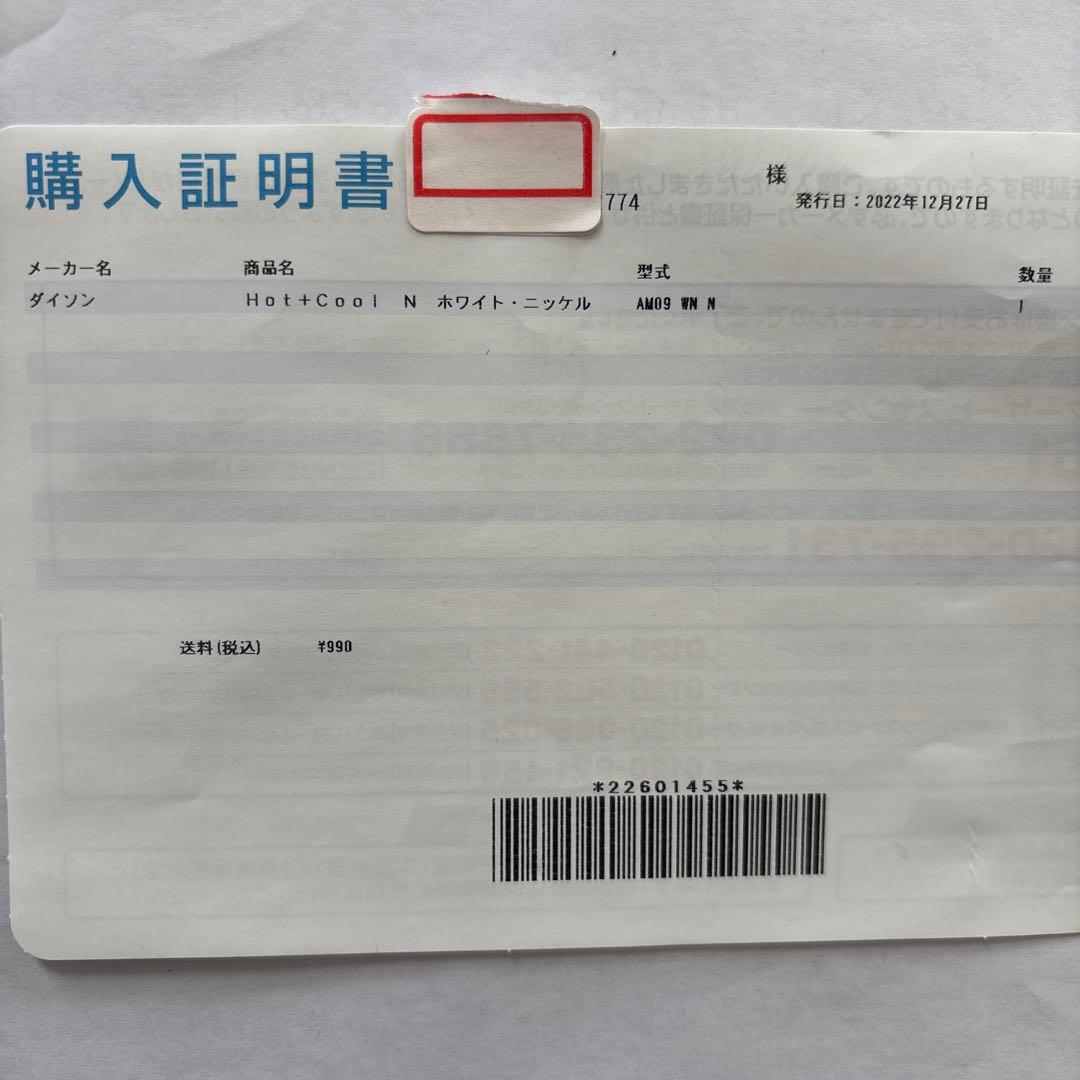 購入証明書
様
774
発行日：2022年12月27日
メーカー名 商品名 型式 数量
ダイソン Hot+Cool N ホワイト・ニッケル AM09 WN N 1
送料(税込) ¥990
*22601455*